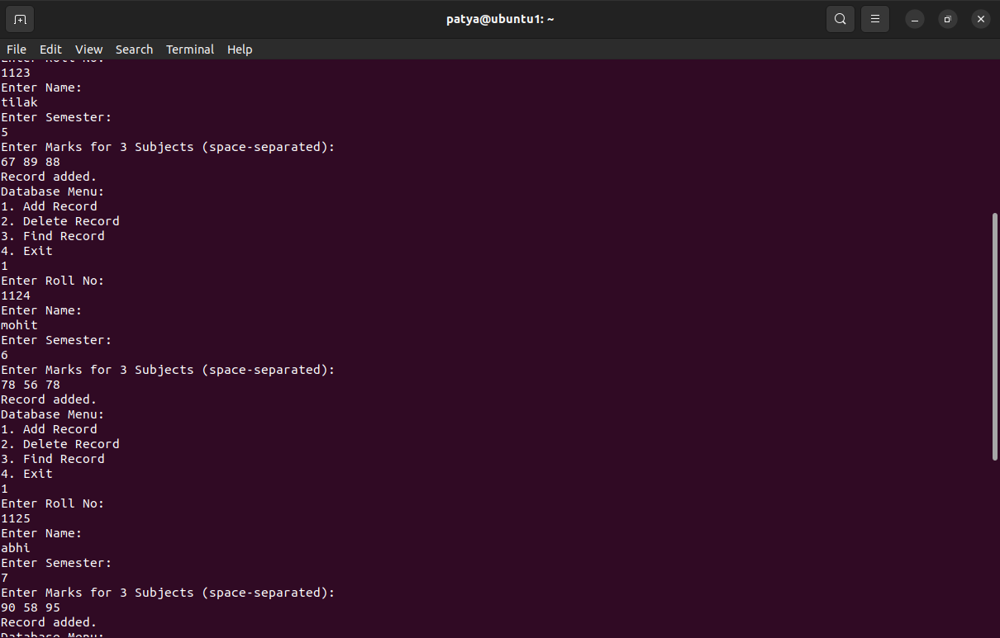 patya@ubuntu1: ~
File Edit View Search Terminal Help
Enter Roll No:
1123
Enter Name:
tilak
Enter Semester:
5
Enter Marks for 3 Subjects (space-separated):
67 89 88
Record added.
Database Menu:
1. Add Record
2. Delete Record
3. Find Record
4. Exit
1
Enter Roll No:
1124
Enter Name:
mohit
Enter Semester:
6
Enter Marks for 3 Subjects (space-separated):
78 56 78
Record added.
Database Menu:
1. Add Record
2. Delete Record
3. Find Record
4. Exit
1
Enter Roll No:
1125
Enter Name:
abhi
Enter Semester:
7
Enter Marks for 3 Subjects (space-separated):
90 58 95
Record added.
Database Menu: